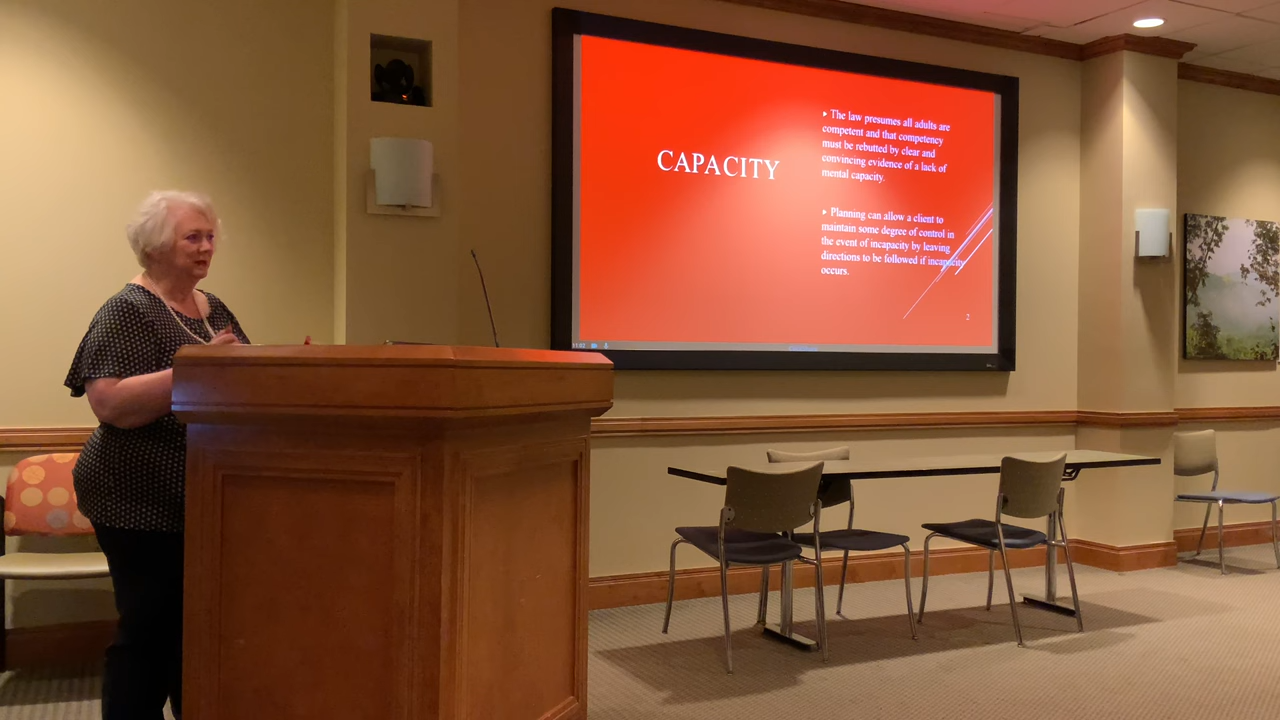 CAPACITY
▸ The law presumes all adults are
competent and that competency
must be rebutted by clear and
convincing evidence of a lack of
mental capacity.
▸ Planning can allow a client to
maintain some degree of control in
the event of incapacity by leaving
directions to be followed if incapacity
occurs.
2